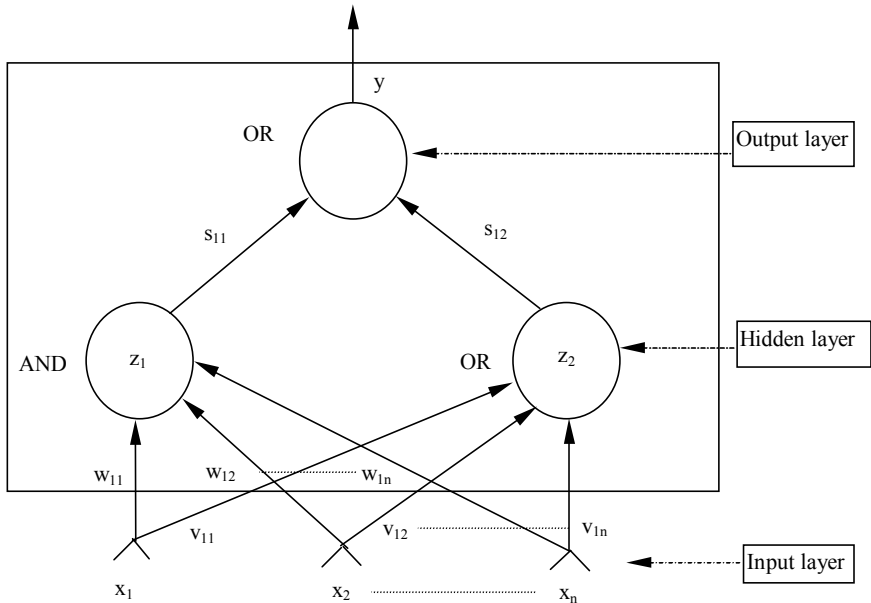 y
OR
Output layer
s₁₁
s₁₂
Hidden layer
AND
z₁
OR
z₂
w₁₁
w₁₂
w₁ₙ
v₁₁
v₁₂
v₁ₙ
Input layer
x₁
x₂
xₙ